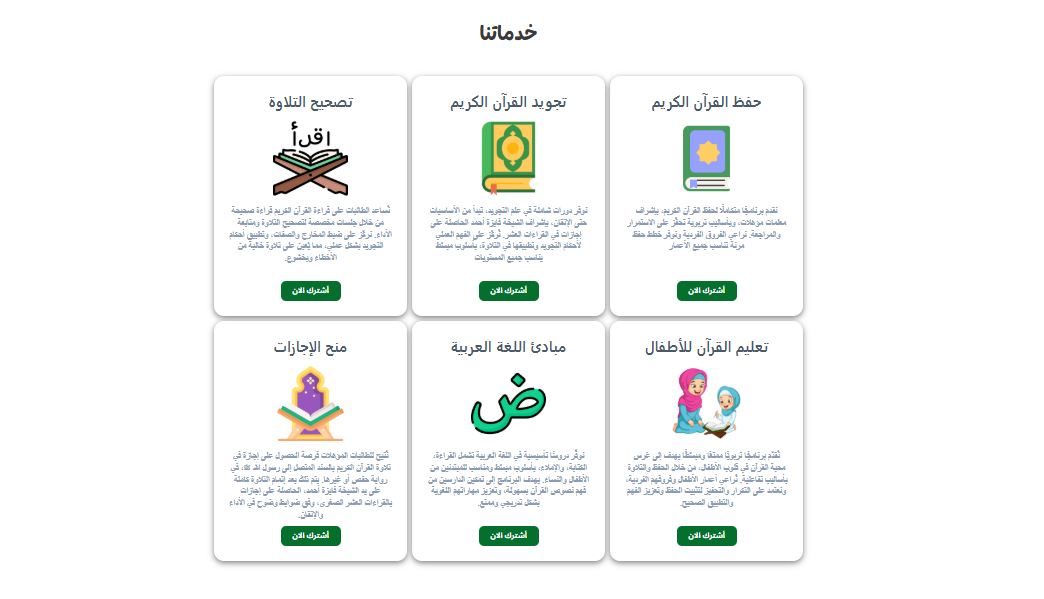 خدماتنا
حفظ القرآن الكريم
نقدم برنامجًا متكاملًا لحفظ القرآن الكريم، بإشراف
معلمات مؤهلات، وبأساليب تربوية تحفّز على الاستمرار
والمراجعة. نراعي الفروق الفردية ونوفر خطط حفظ
مرنة تناسب جميع الأعمار
أشترك الان
تجويد القرآن الكريم
نوفر دورات شاملة في علم التجويد، تبدأ من الأساسيات
حتى الإتقان، بإشراف الشيخة فايزة أحمد الحاصلة على
إجازات في القراءات العشر. نُركّز على الفهم العملي
لأحكام التجويد وتطبيقها في التلاوة، بأسلوب مبسّط
يناسب جميع المستويات
أشترك الان
تصحيح التلاوة
اقرأ
نُساعد الطالبات على قراءة القرآن الكريم قراءة صحيحة
من خلال جلسات مخصصة لتصحيح التلاوة ومتابعة
الأداء. نركّز على ضبط المخارج والصفات، وتطبيق أحكام
التجويد بشكل عملي، مما يُعين على تلاوة خالية من
الأخطاء وبخشوع.
أشترك الان
تعليم القرآن للأطفال
نُقدّم برنامجًا تربويًا ممتعًا ومبسطًا يهدف إلى غرس
محبة القرآن في قلوب الأطفال، من خلال الحفظ والتلاوة
بأساليب تفاعلية. نُراعي أعمار الأطفال وفروقهم الفردية،
ونعتمد على التكرار والتحفيز لتثبيت الحفظ وتعزيز الفهم
والتطبيق الصحيح.
أشترك الان
مبادئ اللغة العربية
ض
نوفّر دروسًا تأسيسية في اللغة العربية تشمل القراءة،
الكتابة، والإملاء، بأسلوب مبسّط ومناسب للمبتدئين من
الأطفال والنساء. يهدف البرنامج إلى تمكين الدارسين من
فهم نصوص القرآن بسهولة، وتعزيز مهاراتهم اللغوية
بشكل تدريجي وممتع.
أشترك الان
منح الإجازات
نُتيح للطالبات المؤهلات فرصة الحصول على إجازة في
تلاوة القرآن الكريم بالسند المتصل إلى رسول الله ﷺ، في
رواية حفص أو غيرها. يتم ذلك بعد إتمام التلاوة كاملة
على يد الشيخة فايزة أحمد، الحاصلة على إجازات
بالقراءات العشر الصغرى، وفق ضوابط وضوح في الأداء
والإتقان.
أشترك الان